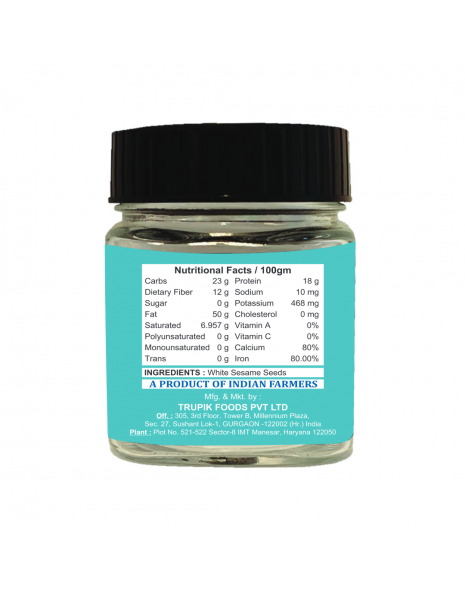 Nutritional Facts / 100gm
Carbs 23 g Protein 18 g
Dietary Fiber 12 g Sodium 10 mg
Sugar 0 g Potassium 468 mg
Fat 50 g Cholesterol 0 mg
Saturated 6.957 g Vitamin A 0%
Polyunsaturated 0 g Vitamin C 0%
Monounsaturated 0 g Calcium 80%
Trans 0 g Iron 80.00%
INGREDIENTS : White Sesame Seeds
A PRODUCT OF INDIAN FARMERS
Mfg. & Mkt. by :
TRUPIK FOODS PVT LTD
Off. : 305, 3rd Floor, Tower B, Millennium Plaza,
Sec. 27, Sushant Lok-1, GURGAON -122002 (Hr.) India
Plant : Plot No. 521-522 Sector-8 IMT Manesar, Haryana 122050